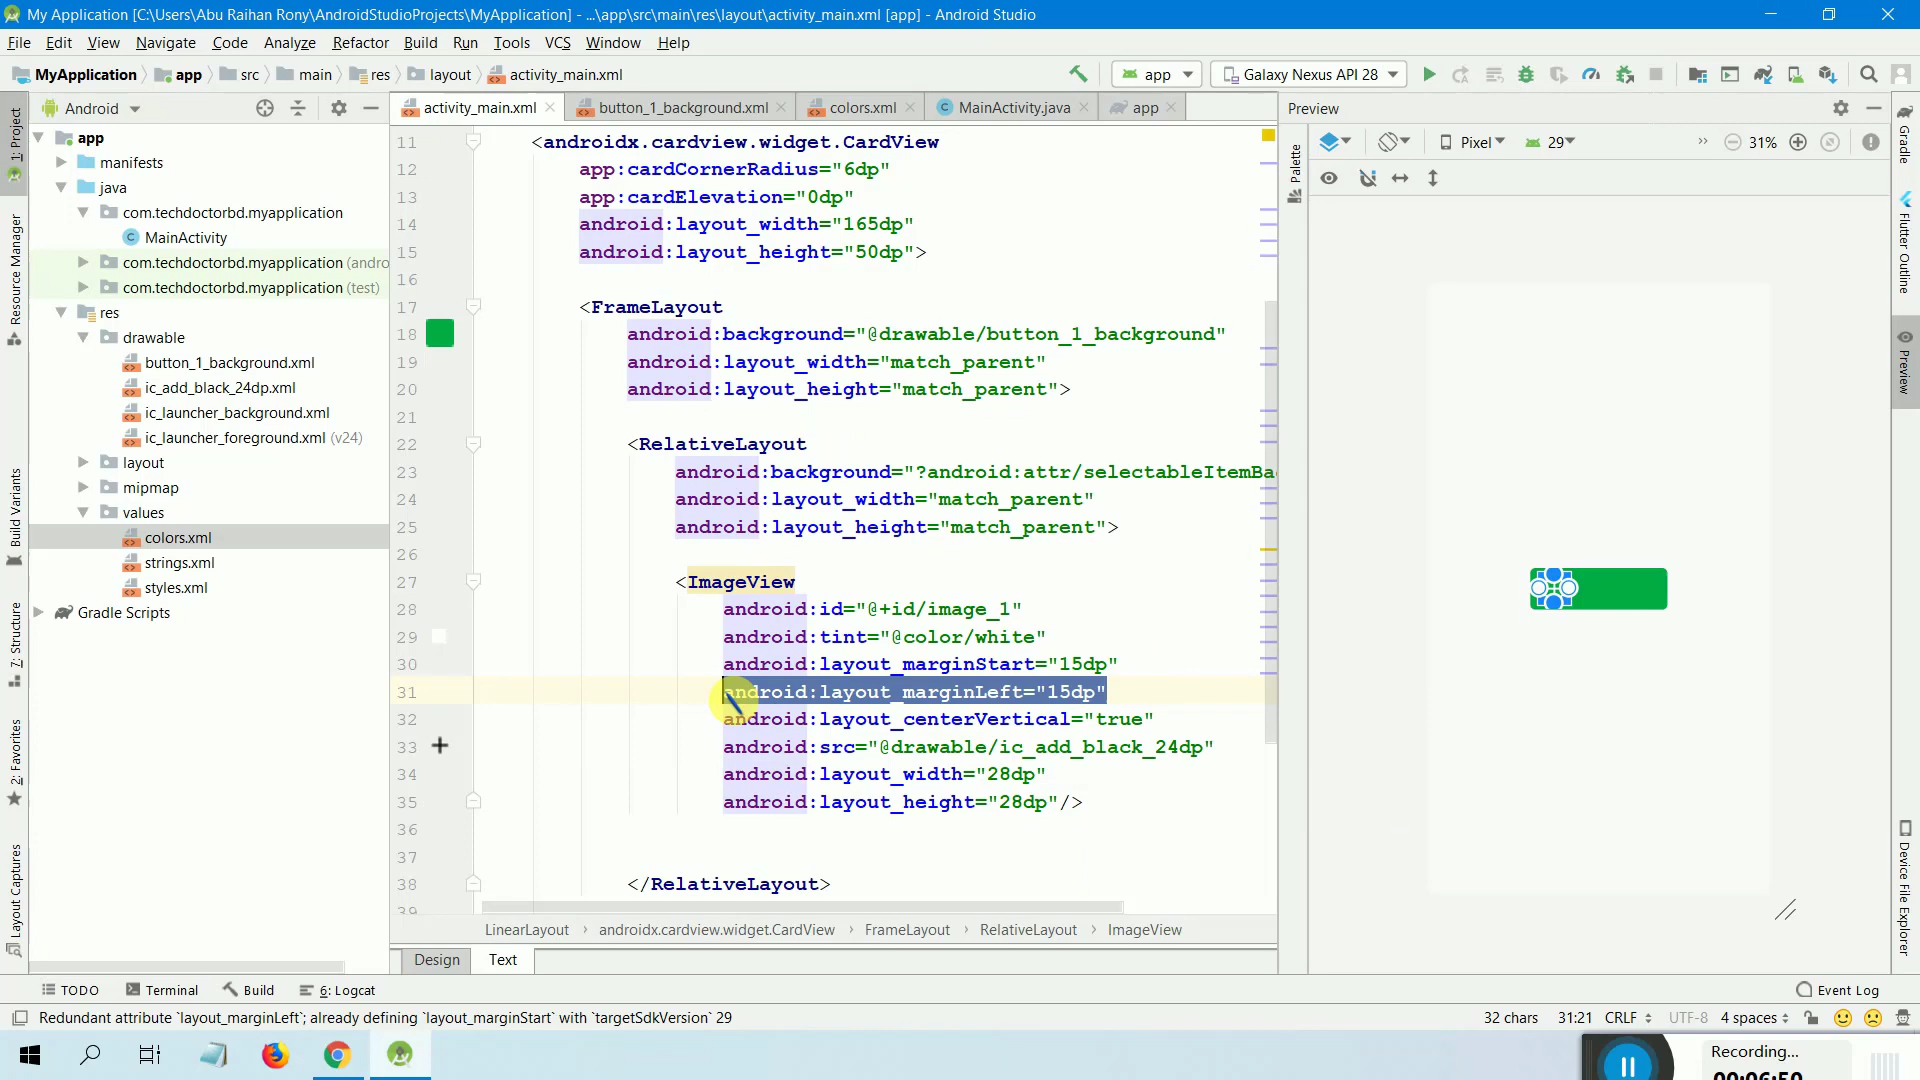 MyApplication [C:\Users\Abu Raihan Rony\AndroidStudioProjects\MyApplication] - ...\app\src\main\res\layout\activity_main.xml [app] - Android Studio
File Edit View Navigate Code Analyze Refactor Build Run Tools VCS Window Help
MyApplication app src main res layout activity_main.xml app Galaxy Nexus API 28
Android activity_main.xml button_1_background.xml colors.xml MainActivity.java app Preview
1: Project
Resource Manager
Build Variants
7: Structure
2: Favorites
Layout Captures
app
manifests
java
com.techdoctorbd.myapplication
MainActivity
com.techdoctorbd.myapplication (andro
com.techdoctorbd.myapplication (test)
res
drawable
button_1_background.xml
ic_add_black_24dp.xml
ic_launcher_background.xml
ic_launcher_foreground.xml (v24)
layout
mipmap
values
colors.xml
strings.xml
styles.xml
Gradle Scripts
11 <androidx.cardview.widget.CardView
12 app:cardCornerRadius="6dp"
13 app:cardElevation="0dp"
14 android:layout_width="165dp"
15 android:layout_height="50dp">
16
17 <FrameLayout
18 android:background="@drawable/button_1_background"
19 android:layout_width="match_parent"
20 android:layout_height="match_parent">
21
22 <RelativeLayout
23 android:background="?android:attr/selectableItemBa
24 android:layout_width="match_parent"
25 android:layout_height="match_parent">
26
27 <ImageView
28 android:id="@+id/image_1"
29 android:tint="@color/white"
30 android:layout_marginStart="15dp"
31 android:layout_marginLeft="15dp"
32 android:layout_centerVertical="true"
33 android:src="@drawable/ic_add_black_24dp"
34 android:layout_width="28dp"
35 android:layout_height="28dp"/>
36
37
38 </RelativeLayout>
39
LinearLayout › androidx.cardview.widget.CardView › FrameLayout › RelativeLayout › ImageView
Design Text
Palette
Pixel 29 » 31%
Gradle
Flutter Outline
Preview
Device File Explorer
TODO Terminal Build 6: Logcat Event Log
Redundant attribute `layout_marginLeft`; already defining `layout_marginStart` with `targetSdkVersion` 29 32 chars 31:21 CRLF UTF-8 4 spaces
Recording...
00:06:50